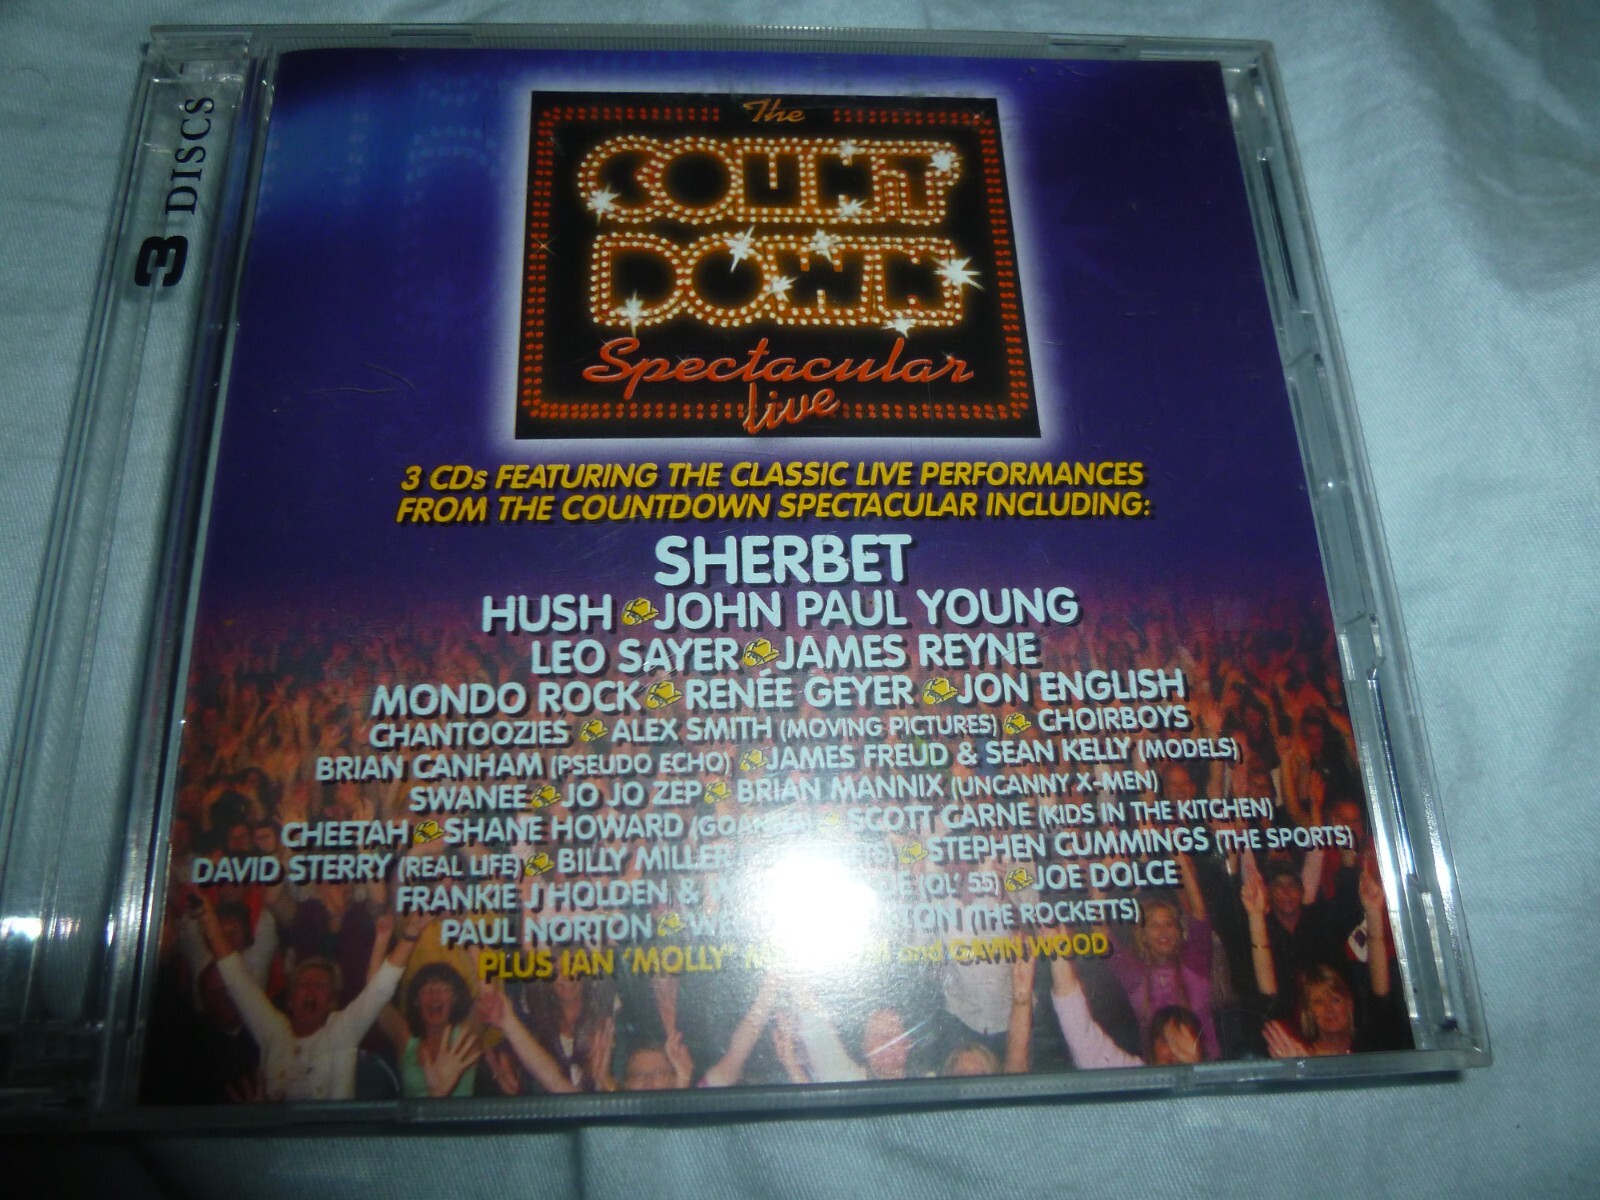 3 DISCS
The
COUNT
DOWN
Spectacular
live
3 CDs FEATURING THE CLASSIC LIVE PERFORMANCES
FROM THE COUNTDOWN SPECTACULAR INCLUDING:
SHERBET
HUSH JOHN PAUL YOUNG
LEO SAYER JAMES REYNE
MONDO ROCK RENÉE GEYER JON ENGLISH
CHANTOOZIES ALEX SMITH (MOVING PICTURES) CHOIRBOYS
BRIAN CANHAM (PSEUDO ECHO) JAMES FREUD & SEAN KELLY (MODELS)
SWANEE JO JO ZEP BRIAN MANNIX (UNCANNY X-MEN)
CHEETAH SHANE HOWARD SCOTT CARNE (KIDS IN THE KITCHEN)
DAVID STERRY (REAL LIFE) BILLY MILLER STEPHEN CUMMINGS (THE SPORTS)
FRANKIE J HOLDEN & (OL' 55) JOE DOLCE
PAUL NORTON (THE ROCKETTS)
PLUS IAN 'MOLLY' and GAVIN WOOD